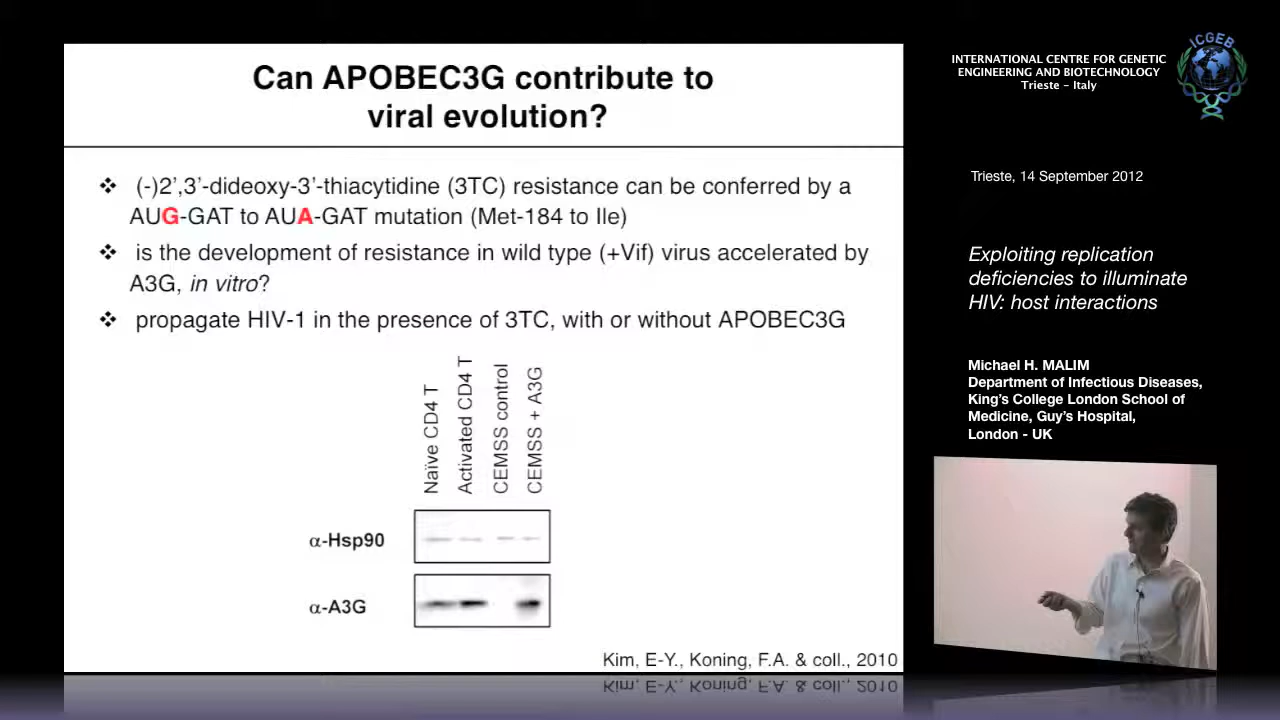 Can APOBEC3G contribute to
viral evolution?
❖ (-)2’,3’-dideoxy-3’-thiacytidine (3TC) resistance can be conferred by a
AUG-GAT to AUA-GAT mutation (Met-184 to Ile)
❖ is the development of resistance in wild type (+Vif) virus accelerated by
A3G, in vitro?
❖ propagate HIV-1 in the presence of 3TC, with or without APOBEC3G
Naïve CD4 T
Activated CD4 T
CEMSS control
CEMSS + A3G
α-Hsp90
α-A3G
Kim, E-Y., Koning, F.A. & coll., 2010
INTERNATIONAL CENTRE FOR GENETIC
ENGINEERING AND BIOTECHNOLOGY
Trieste - Italy
ICGEB
Trieste, 14 September 2012
Exploiting replication
deficiencies to illuminate
HIV: host interactions
Michael H. MALIM
Department of Infectious Diseases,
King’s College London School of
Medicine, Guy’s Hospital,
London - UK